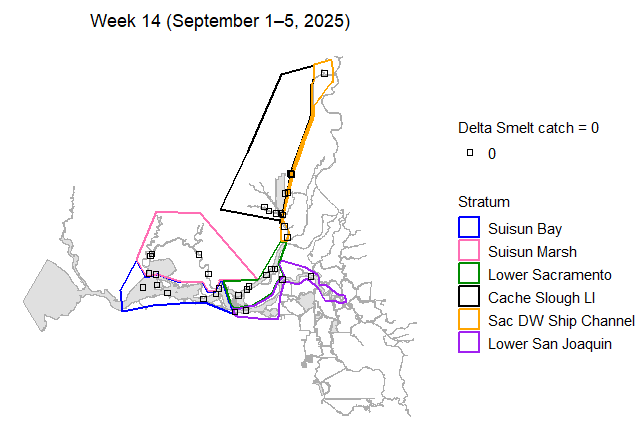 Week 14 (September 1–5, 2025)
Delta Smelt catch = 0
0
Stratum
Suisun Bay
Suisun Marsh
Lower Sacramento
Cache Slough LI
Sac DW Ship Channel
Lower San Joaquin